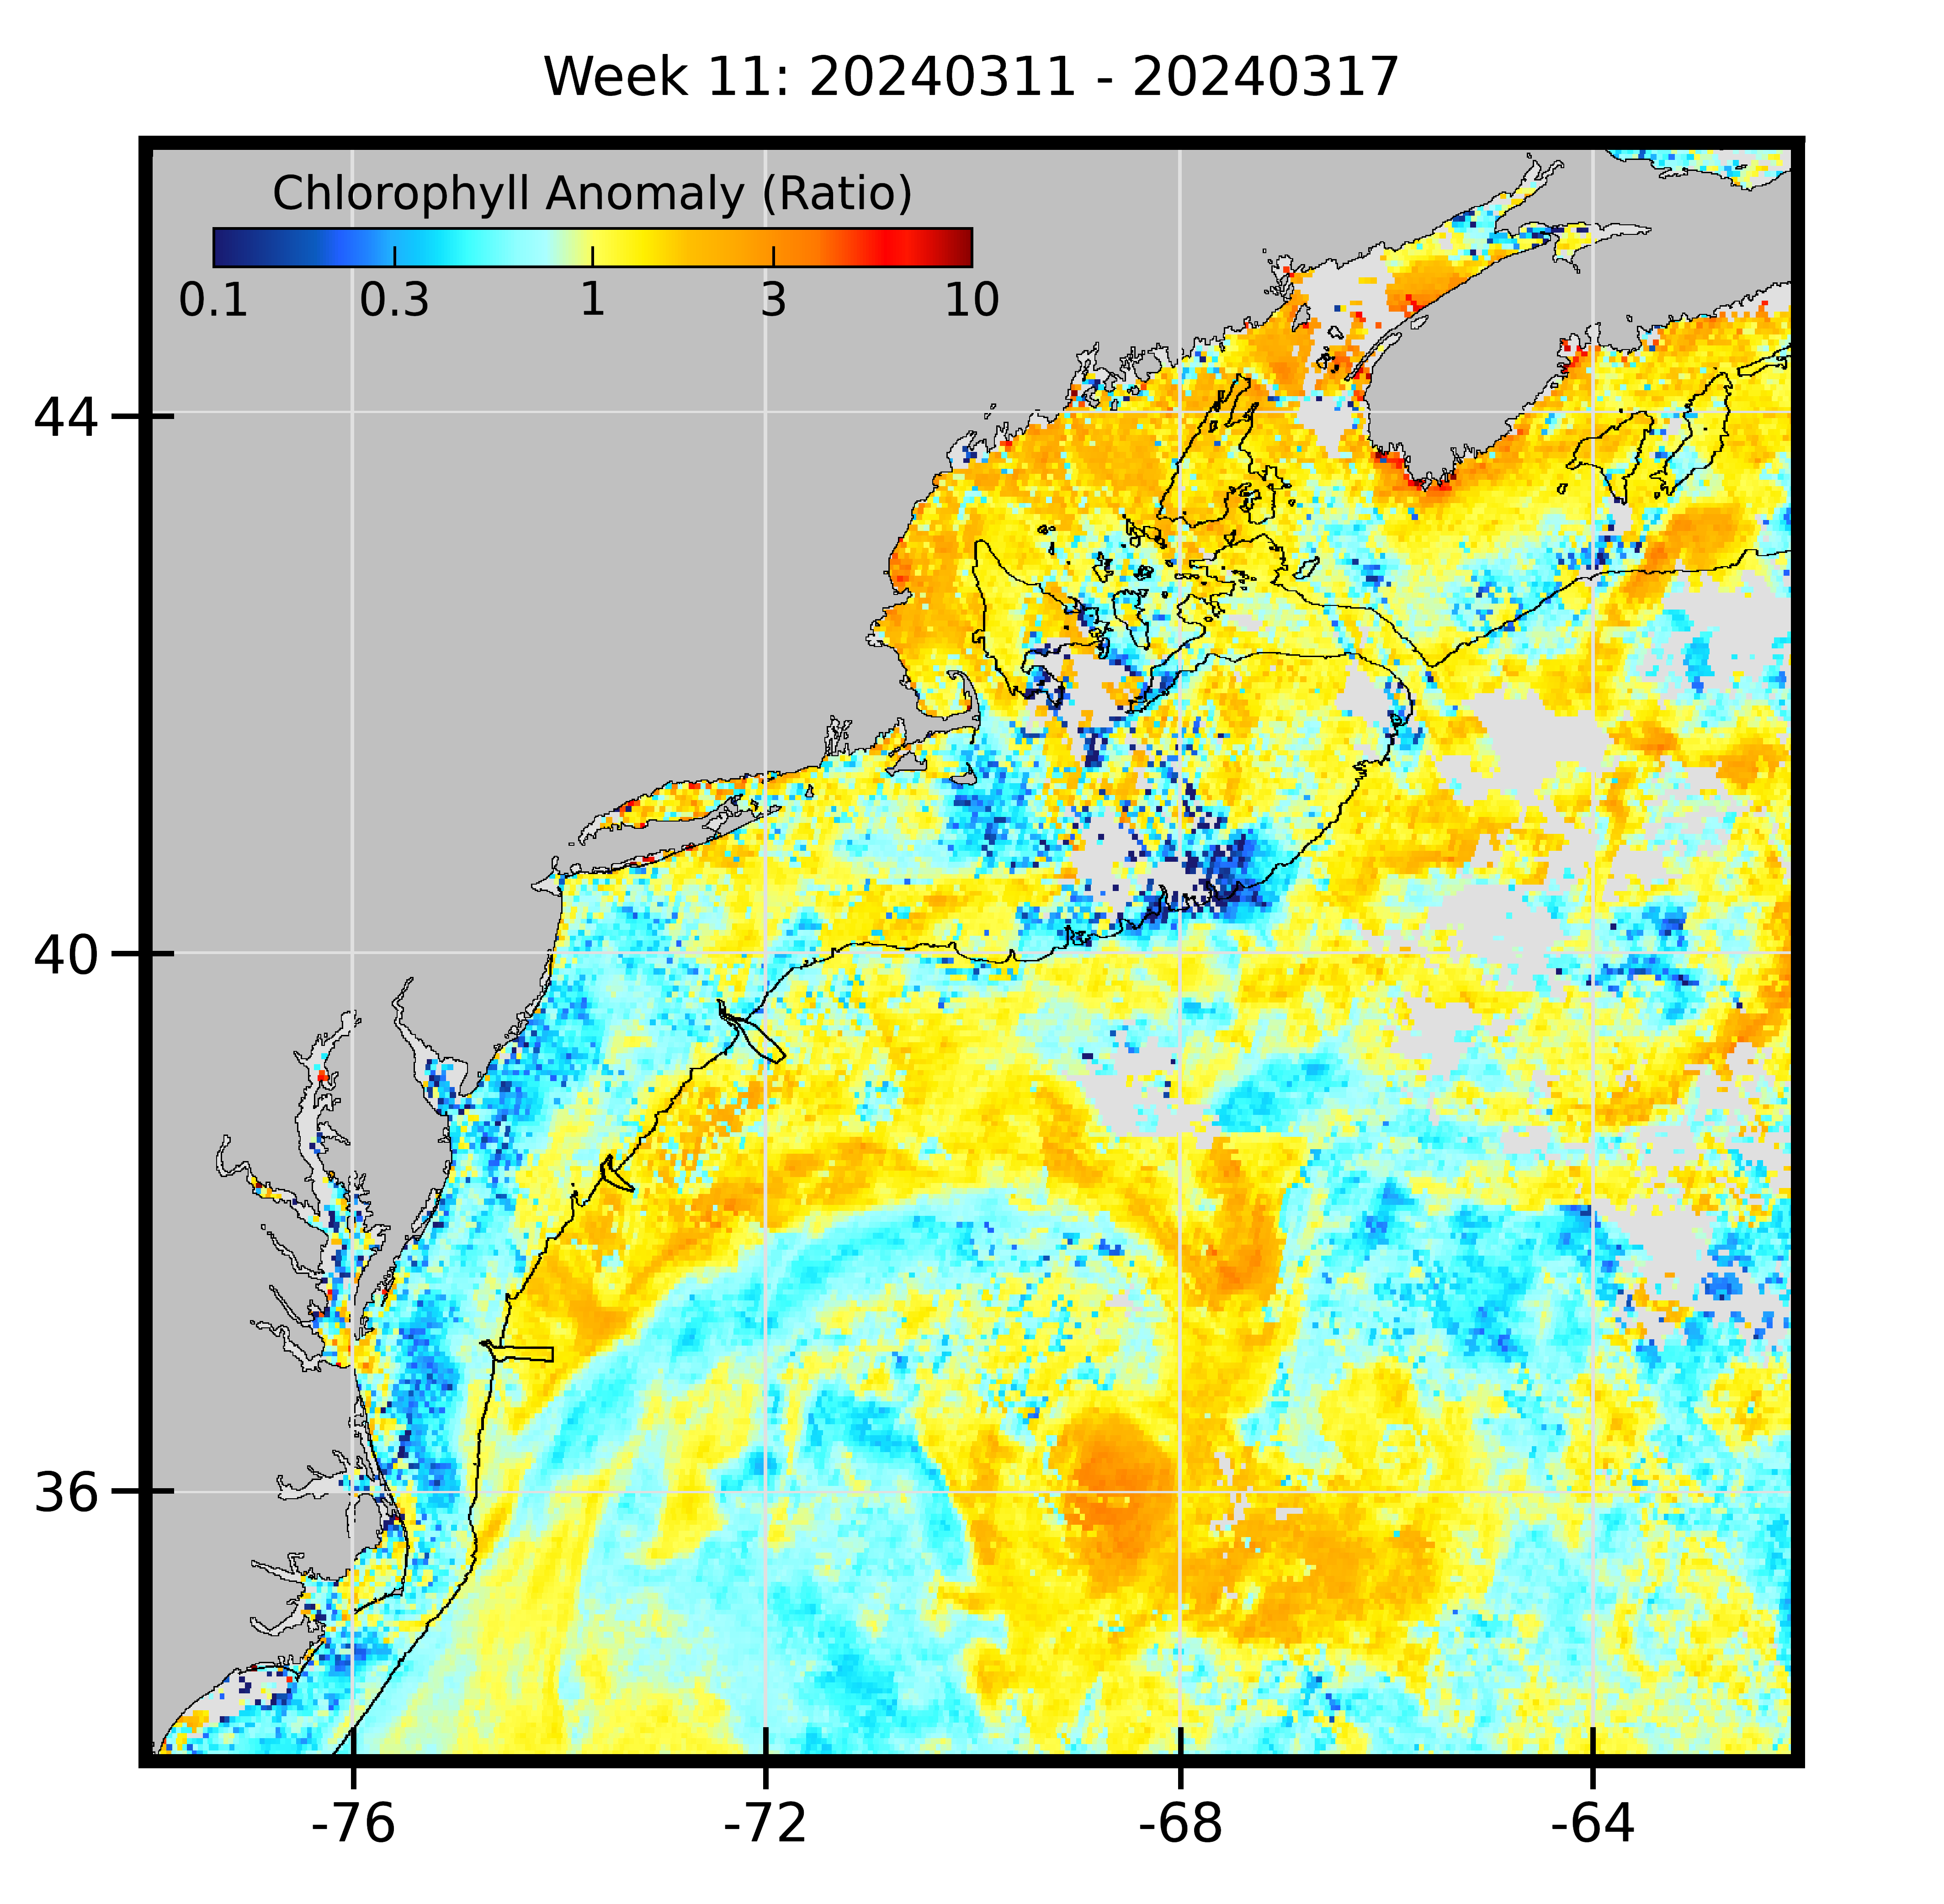 Week 11: 20240311 - 20240317
Chlorophyll Anomaly (Ratio)
0.1 0.3 1 3 10
44
40
36
-76 -72 -68 -64